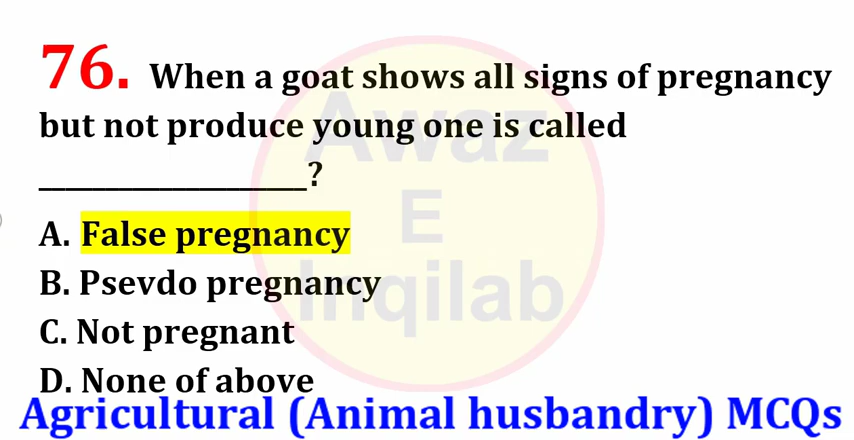 76. When a goat shows all signs of pregnancy
but not produce young one is called
____________________?
A. False pregnancy
B. Psevdo pregnancy
C. Not pregnant
D. None of above
Agricultural (Animal husbandry) MCQs
Awaz
E
Inqilab